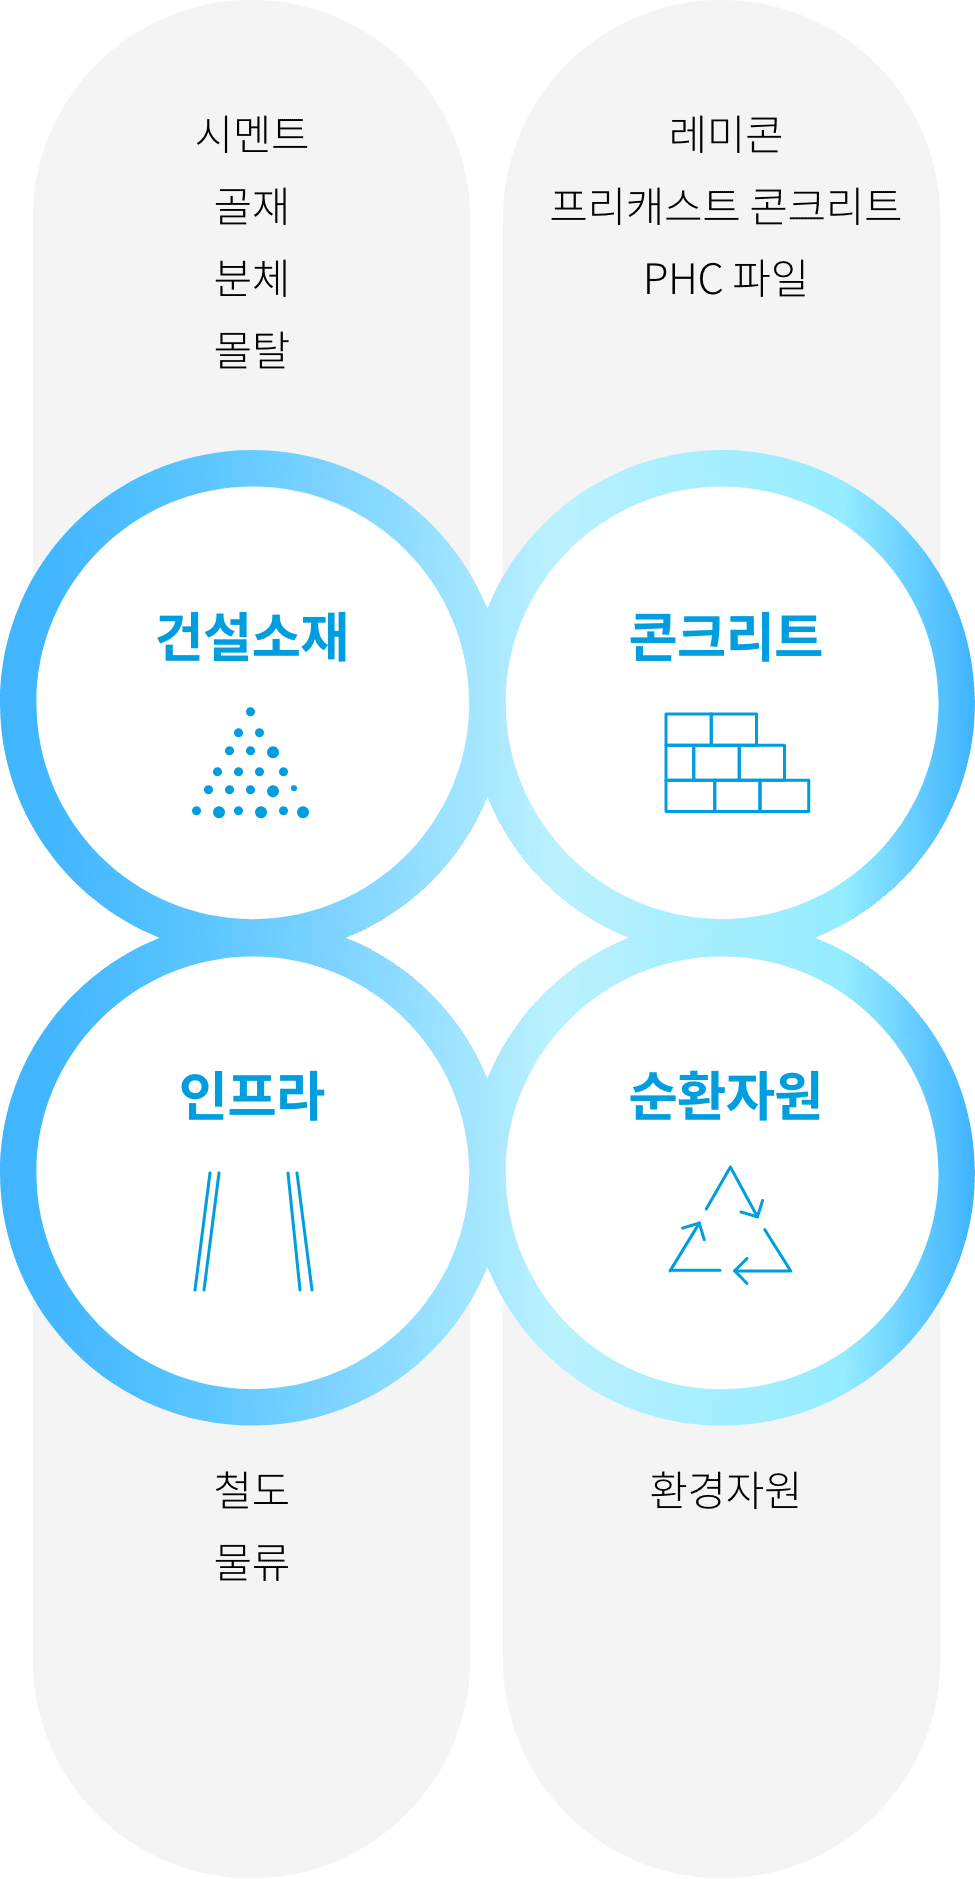 시멘트
골재
분체
몰탈
레미콘
프리캐스트 콘크리트
PHC 파일
건설소재
콘크리트
인프라
순환자원
철도
물류
환경자원